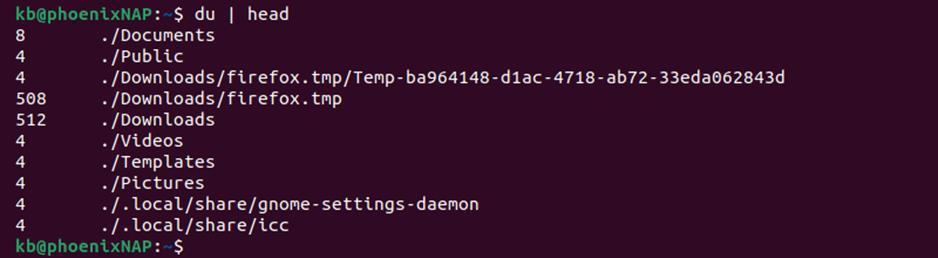 kb@phoenixNAP:~$ du | head
8       ./Documents
4       ./Public
4       ./Downloads/firefox.tmp/Temp-ba964148-d1ac-4718-ab72-33eda062843d
508     ./Downloads/firefox.tmp
512     ./Downloads
4       ./Videos
4       ./Templates
4       ./Pictures
4       ./.local/share/gnome-settings-daemon
4       ./.local/share/icc
kb@phoenixNAP:~$